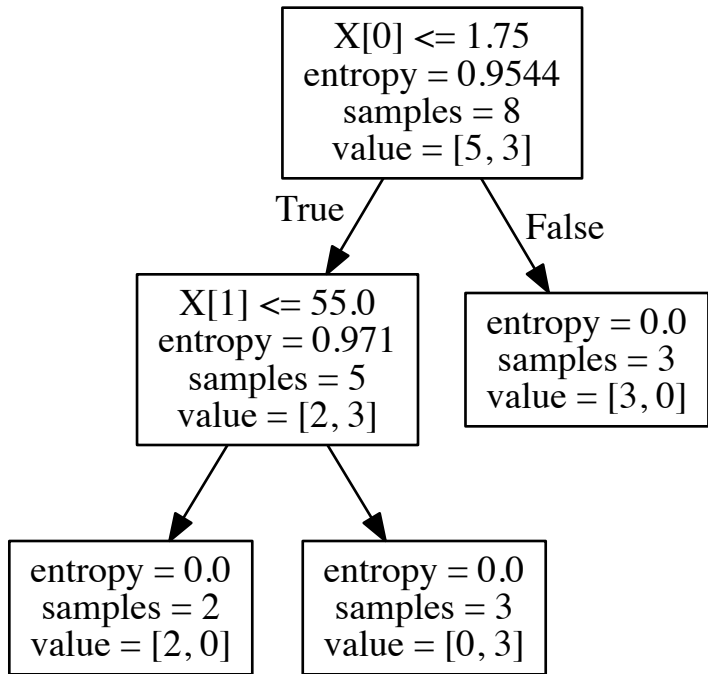 X[0] <= 1.75
entropy = 0.9544
samples = 8
value = [5, 3]
True
False
X[1] <= 55.0
entropy = 0.971
samples = 5
value = [2, 3]
entropy = 0.0
samples = 3
value = [3, 0]
entropy = 0.0
samples = 2
value = [2, 0]
entropy = 0.0
samples = 3
value = [0, 3]